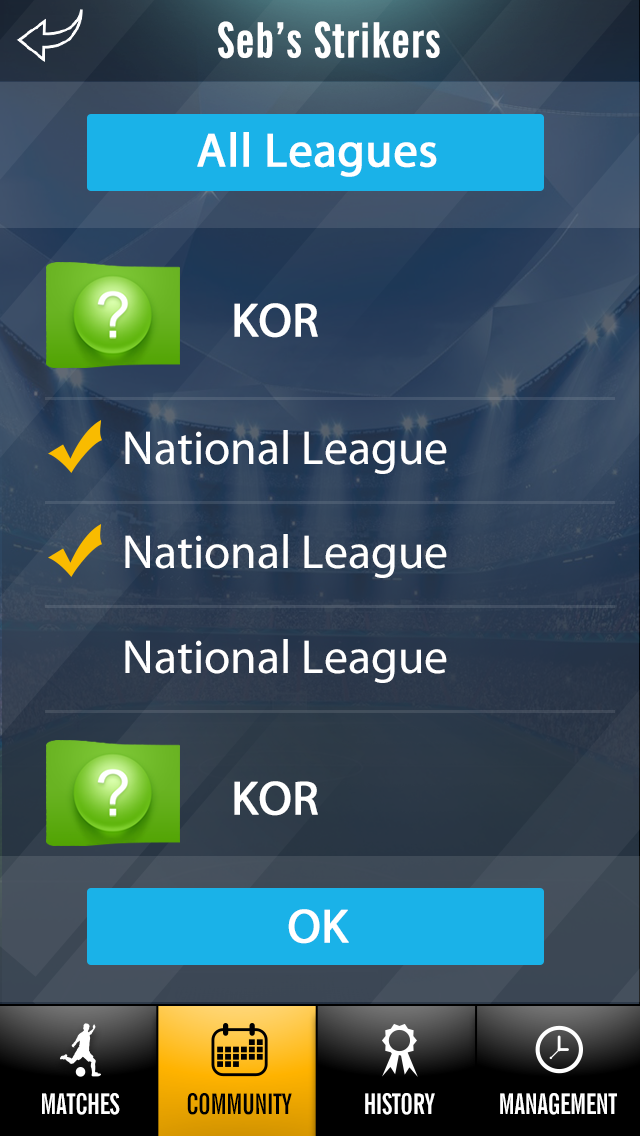 Seb's Strikers
All Leagues
?
KOR
National League
National League
National League
?
KOR
OK
MATCHES
COMMUNITY
HISTORY
MANAGEMENT